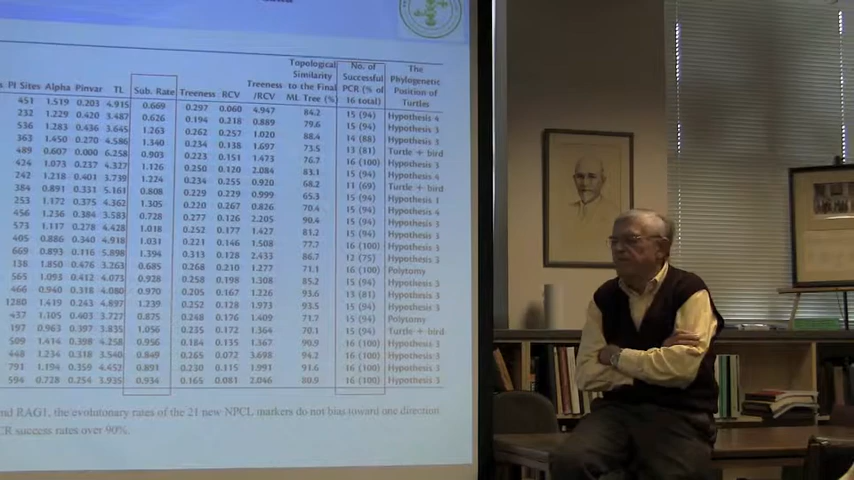 Topological
Similarity
to the Final
ML Tree (%)
No. of
Successful
PCR (% of
16 total)
The
Phylogenetic
Position of
Turtles
PI Sites Alpha Pinvar TL Sub. Rate Treeness RCV Treeness /RCV
451 1.519 0.203 4.915 0.669 0.297 0.060 4.947 84.2 15 (94) Hypothesis 4
232 1.229 0.420 3.487 0.626 0.194 0.218 0.889 79.6 15 (94) Hypothesis 3
536 1.283 0.436 3.645 1.263 0.262 0.257 1.020 88.4 14 (88) Hypothesis 3
363 1.450 0.270 4.586 1.340 0.234 0.138 1.697 73.5 13 (81) Turtle + bird
489 0.607 0.000 6.258 0.903 0.223 0.151 1.473 76.7 16 (100) Hypothesis 3
424 1.073 0.237 4.327 1.126 0.250 0.120 2.084 83.1 15 (94) Hypothesis 4
242 1.218 0.401 3.739 1.224 0.234 0.255 0.920 68.2 11 (69) Turtle + bird
384 0.891 0.331 5.161 0.808 0.229 0.229 0.999 65.3 15 (94) Hypothesis 1
253 1.172 0.375 4.362 1.305 0.220 0.267 0.826 70.4 15 (94) Hypothesis 4
456 1.236 0.384 3.583 0.728 0.277 0.126 2.205 90.4 15 (94) Hypothesis 3
573 1.117 0.278 4.428 1.018 0.252 0.177 1.427 81.2 15 (94) Hypothesis 3
405 0.886 0.340 4.918 1.031 0.221 0.146 1.508 77.7 16 (100) Hypothesis 3
669 0.893 0.116 5.898 1.394 0.313 0.128 2.433 86.7 12 (75) Hypothesis 3
138 1.850 0.476 3.263 0.685 0.268 0.210 1.277 71.1 16 (100) Polytomy
565 1.093 0.412 4.073 0.928 0.258 0.198 1.308 85.2 15 (94) Hypothesis 3
466 0.940 0.318 4.080 0.970 0.205 0.167 1.226 93.6 13 (81) Hypothesis 3
1280 1.419 0.243 4.897 1.239 0.252 0.128 1.973 93.5 15 (94) Hypothesis 3
437 1.105 0.403 3.727 0.875 0.248 0.176 1.409 71.7 15 (94) Polytomy
197 0.963 0.397 3.835 1.056 0.235 0.172 1.364 70.1 15 (94) Turtle + bird
509 1.414 0.398 4.258 0.956 0.184 0.135 1.367 90.9 16 (100) Hypothesis 3
448 1.234 0.318 3.540 0.849 0.265 0.072 3.698 94.2 16 (100) Hypothesis 3
791 1.194 0.359 4.452 0.891 0.230 0.115 1.991 91.6 16 (100) Hypothesis 3
594 0.728 0.254 3.935 0.934 0.165 0.081 2.046 80.9 16 (100) Hypothesis 3
nd RAG1, the evolutionary rates of the 21 new NPCL markers do not bias toward one direction
CR success rates over 90%.